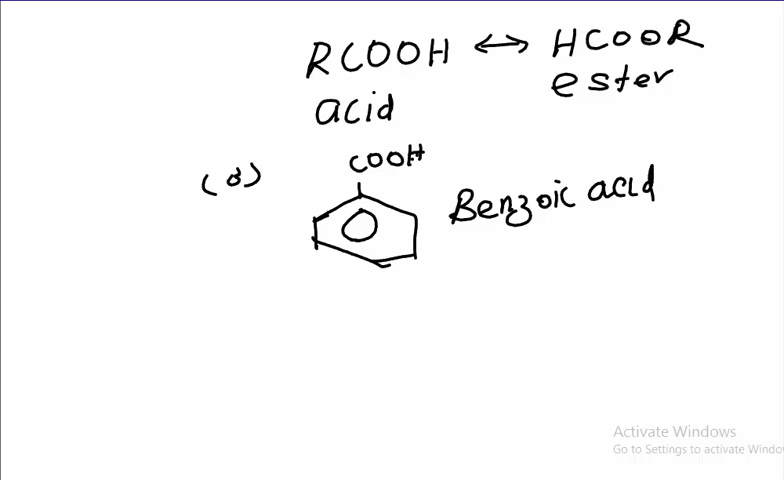 RCOOH ↔ HCOOR
acid ester
COOH
Benzoic acid
Activate Windows
Go to Settings to activate Windo